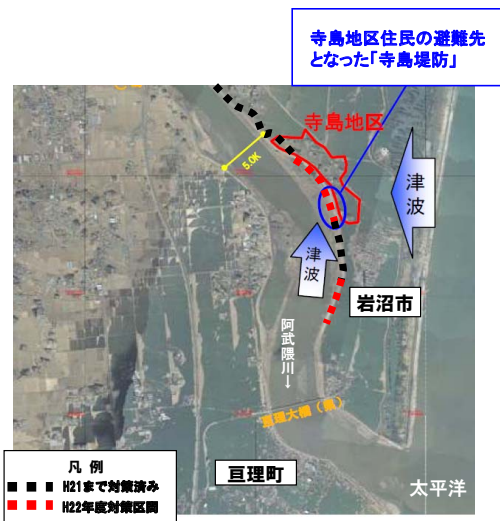 寺島地区住民の避難先
となった「寺島堤防」
寺島地区
5.0K
津波
津波
岩沼市
阿武隈川→
亘理大橋（県）
亘理町
太平洋
凡 例
H21まで対策済み
H22年度対策区間